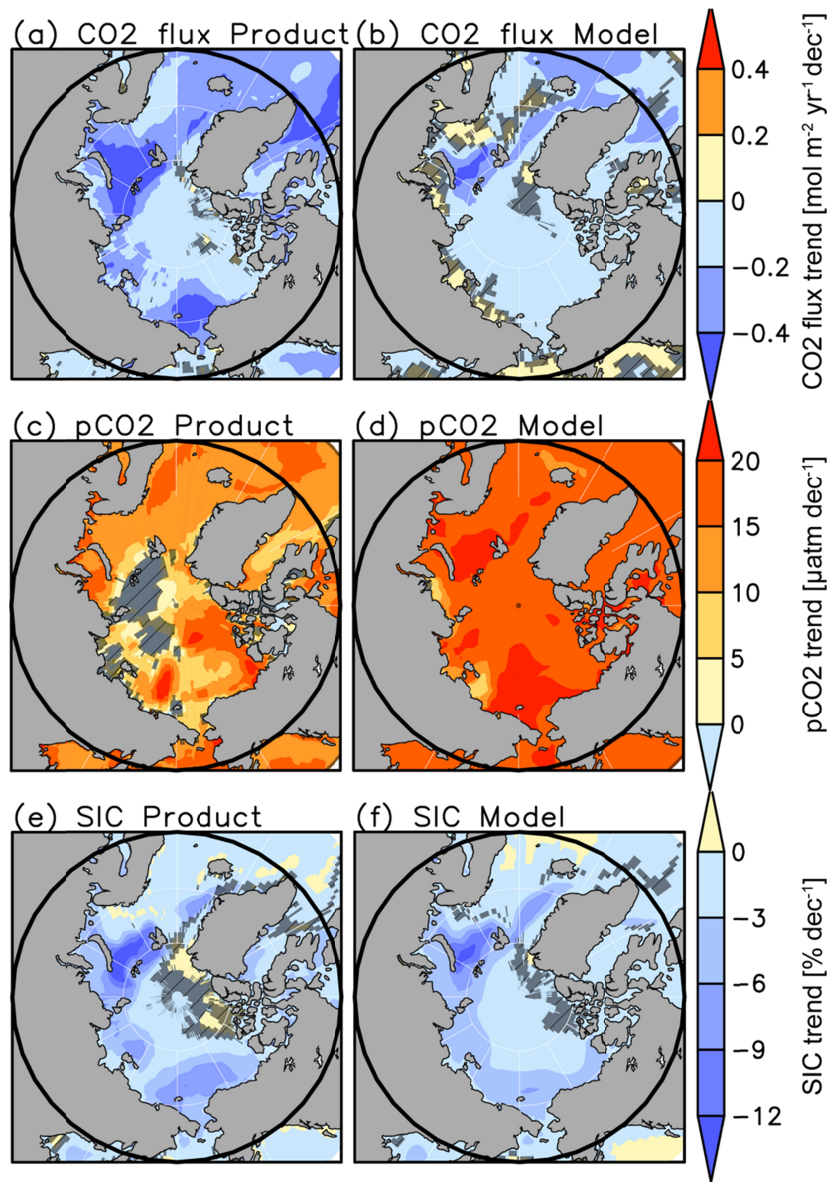 (a) CO2 flux Product
(b) CO2 flux Model
0.4
0.2
0
−0.2
−0.4
CO2 flux trend [mol m⁻² yr⁻¹ dec⁻¹]
(c) pCO2 Product
(d) pCO2 Model
20
15
10
5
0
pCO2 trend [µatm dec⁻¹]
(e) SIC Product
(f) SIC Model
0
−3
−6
−9
−12
SIC trend [% dec⁻¹]